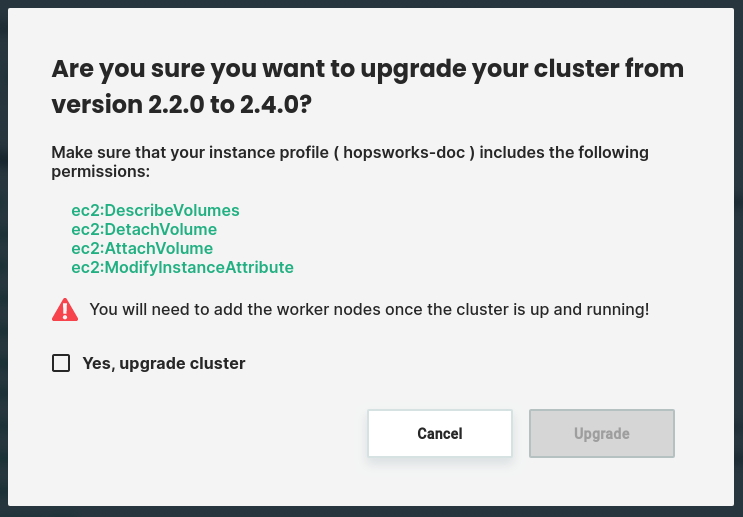 Are you sure you want to upgrade your cluster from
version 2.2.0 to 2.4.0?
Make sure that your instance profile ( hopsworks-doc ) includes the following
permissions:
ec2:DescribeVolumes
ec2:DetachVolume
ec2:AttachVolume
ec2:ModifyInstanceAttribute
You will need to add the worker nodes once the cluster is up and running!
Yes, upgrade cluster
Cancel
Upgrade